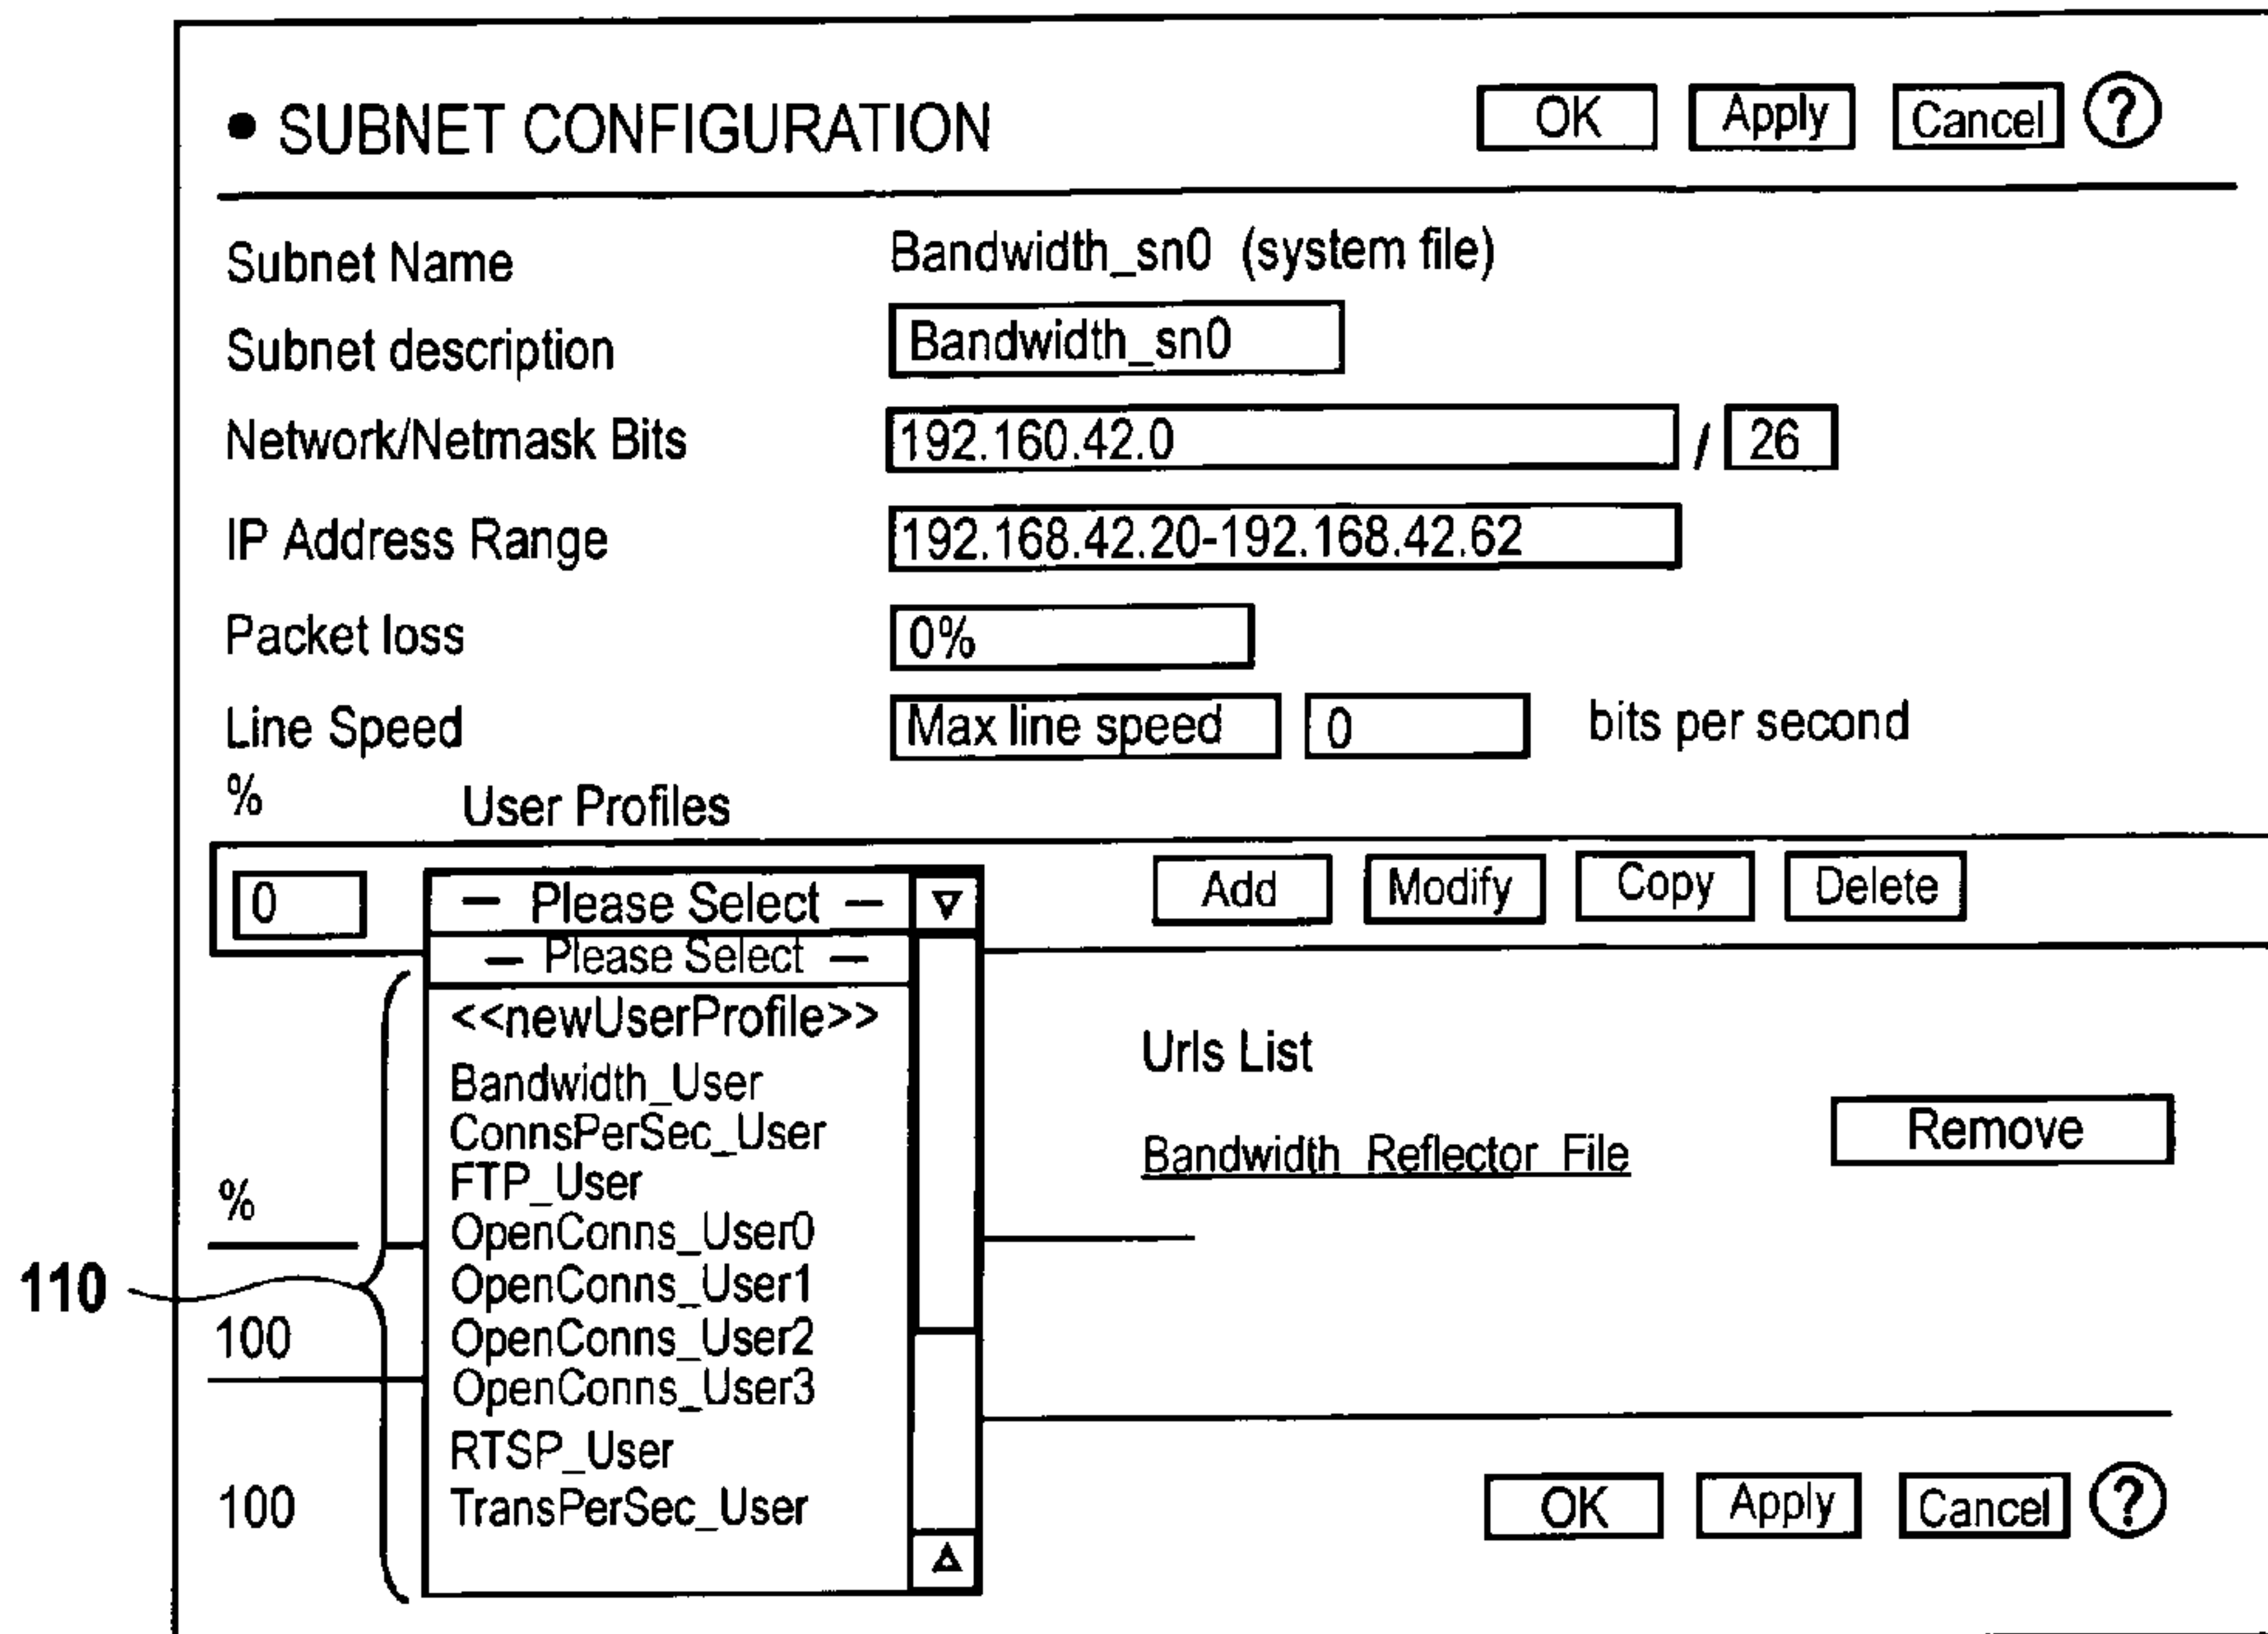 • SUBNET CONFIGURATION OK Apply Cancel ?
Subnet Name Bandwidth_sn0 (system file)
Subnet description Bandwidth_sn0
Network/Netmask Bits 192.160.42.0 / 26
IP Address Range 192.168.42.20-192.168.42.62
Packet loss 0%
Line Speed Max line speed 0 bits per second
% User Profiles
0 — Please Select — Add Modify Copy Delete
— Please Select —
<<newUserProfile>>
Urls List
Bandwidth_User
ConnsPerSec_User Remove
Bandwidth_Reflector_File
FTP_User
%
OpenConns_User0
110 OpenConns_User1
100 OpenConns_User2
OpenConns_User3
RTSP_User
100 TransPerSec_User OK Apply Cancel ?